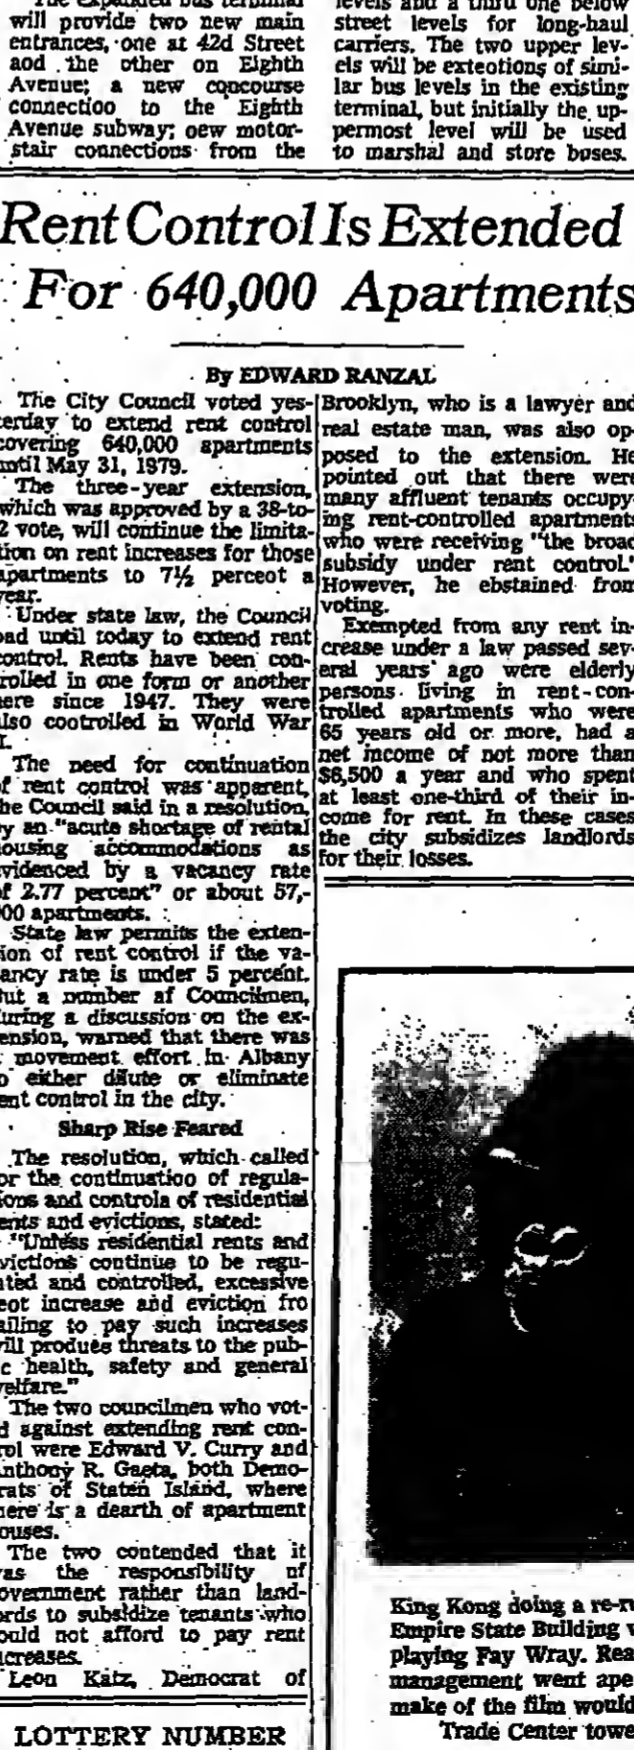 will provide two new main
entrances, one at 42d Street
aod the other on Eighth
Avenue; a new concourse
connectioo to the Eighth
Avenue subway; oew motor-
stair connections from the
levels and a third one below
street levels for long-haul
carriers. The two upper lev-
els will be exteotions of simi-
lar bus levels in the existing
terminal, but initially the up-
permost level will be used
to marshal and store buses.
Rent Control Is Extended
For 640,000 Apartments
By EDWARD RANZAL
The City Council voted yes-
terday to extend rent control
covering 640,000 apartments
until May 31, 1979.
The three-year extension,
which was approved by a 38-to-
2 vote, will continue the limita-
tion on rent increases for those
apartments to 7½ perceot a
year.
Under state law, the Council
had until today to extend rent
control. Rents have been con-
rolled in one form or another
here since 1947. They were
also cootrolled in World War
I.
The need for continuation
of rent control was apparent,
the Council said in a resolution,
by an "acute shortage of rental
housing accommodations as
evidenced by a vacancy rate
of 2.77 percent" or about 57,-
000 apartments.
State law permits the exten-
sion of rent control if the va-
cancy rate is under 5 percent.
But a number af Councilmen,
during a discussion on the ex-
tension, warned that there was
movement effort In Albany
to either dilute or eliminate
rent control in the city.
Sharp Rise Feared
The resolution, which called
for the continuatioo of regula-
tions and controla of residential
rents and evictions, stated:
"Unless residential rents and
evictions continue to be regu-
lated and controlled, excessive
reot increase and eviction fro
failing to pay such increases
will produes threats to the pub-
ic health, safety and general
welfare."
The two councilmen who vot-
ed against extending rent con-
rol were Edward V. Curry and
Anthony R. Gaeta, both Demo-
rats of Staten Island, where
here is a dearth of apartment
houses.
The two contended that it
was the responsibility of
government rather than land-
ords to subsidize tenants who
ould not afford to pay rent
ncreases.
Leon Katz, Democrat of
Brooklyn, who is a lawyer and
real estate man, was also op-
posed to the extension. He
pointed out that there were
many affluent tenants occupy-
ing rent-controlled apartments
who were receiving "the broad
subsidy under rent control."
However, he ebstained from
voting.
Exempted from any rent in-
crease under a law passed sev-
eral years ago were elderly
persons living in rent-con-
trolled apartments who were
65 years old or more, had a
net income of not more than
$6,500 a year and who spent
at least one-third of their in-
come for rent. In these cases
the city subsidizes landlords
for their losses.
King Kong doing a re-ru
Empire State Building
playing Fay Wray. Rea
management went ape
make of the film would
Trade Center towe
LOTTERY NUMBER